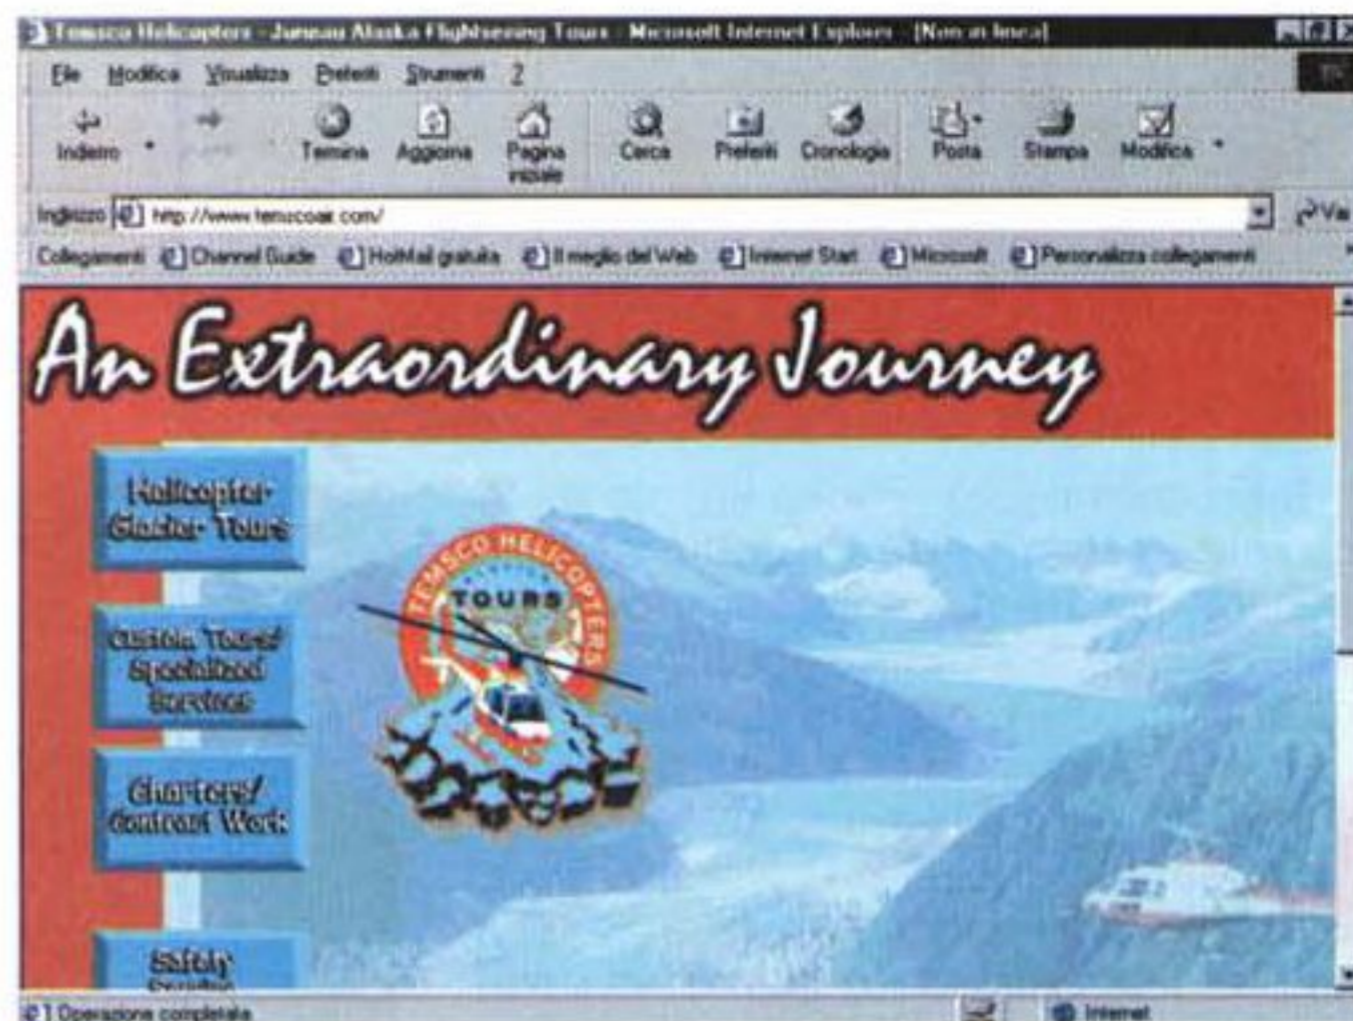 Temsco Helicopters - Juneau Alaska Flightseeing Tours - Microsoft Internet Explorer - [Non in linea]
File Modifica Visualizza Preferiti Strumenti ?
Indietro Termina Aggiorna Pagina iniziale Cerca Preferiti Cronologia Posta Stampa Modifica
Indirizzo http://www.temscoair.com/ Vai
Collegamenti Channel Guide HotMail gratuita Il meglio del Web Internet Start Microsoft Personalizza collegamenti
An Extraordinary Journey
Helicopter
Glacier Tours
TEMSCO HELICOPTERS
TOURS
Custom Tours/
Specialized
Services
Charters/
Contract Work
Safety
Operazione completata Internet